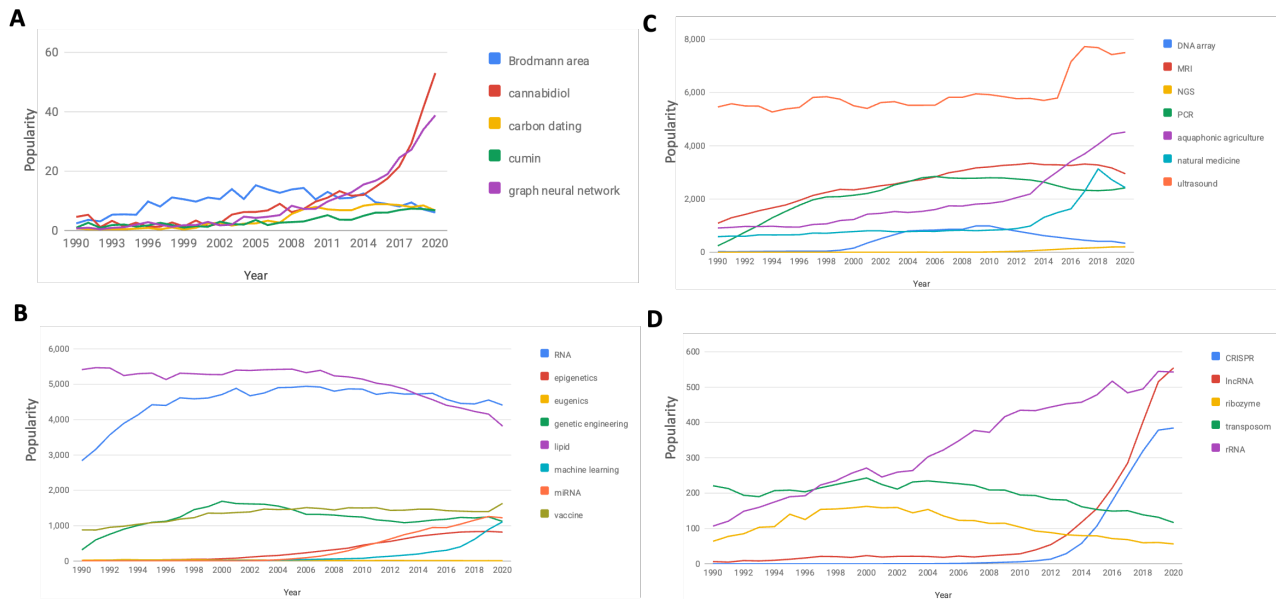 A
60
40
20
0
Popularity
1990 1993 1996 1999 2002 2005 2008 2011 2014 2017 2020
Year
Brodmann area
cannabidiol
carbon dating
cumin
graph neural network
B
6,000
5,000
4,000
3,000
2,000
1,000
0
Popularity
1990 1992 1994 1996 1998 2000 2002 2004 2006 2008 2010 2012 2014 2016 2018 2020
Year
RNA
epigenetics
eugenics
genetic engineering
lipid
machine learning
miRNA
vaccine
C
8,000
6,000
4,000
2,000
0
Popularity
1990 1992 1994 1996 1998 2000 2002 2004 2006 2008 2010 2012 2014 2016 2018 2020
Year
DNA array
MRI
NGS
PCR
aquaphonic agriculture
natural medicine
ultrasound
D
600
500
400
300
200
100
0
Popularity
1990 1992 1994 1996 1998 2000 2002 2004 2006 2008 2010 2012 2014 2016 2018 2020
Year
CRISPR
lncRNA
ribozyme
transposom
rRNA